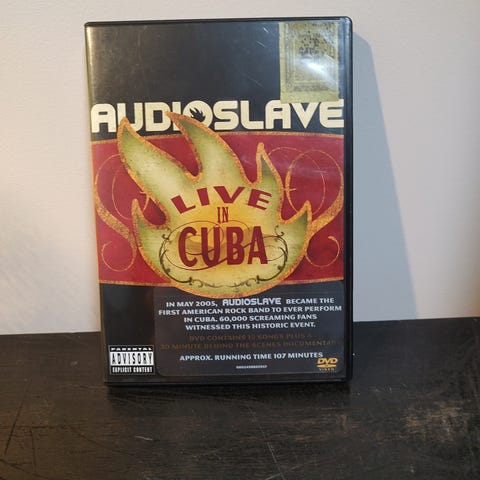 AUDIOSLAVE
LIVE
IN
CUBA
IN MAY 2005, AUDIOSLAVE BECAME THE
FIRST AMERICAN ROCK BAND TO EVER PERFORM
IN CUBA. 60,000 SCREAMING FANS
WITNESSED THIS HISTORIC EVENT.
DVD CONTAINS SONGS PLUS A
30 MINUTE BEHIND THE SCENES DOCUMENTARY
APPROX. RUNNING TIME 107 MINUTES
PARENTAL
ADVISORY
EXPLICIT CONTENT
DVD
VIDEO